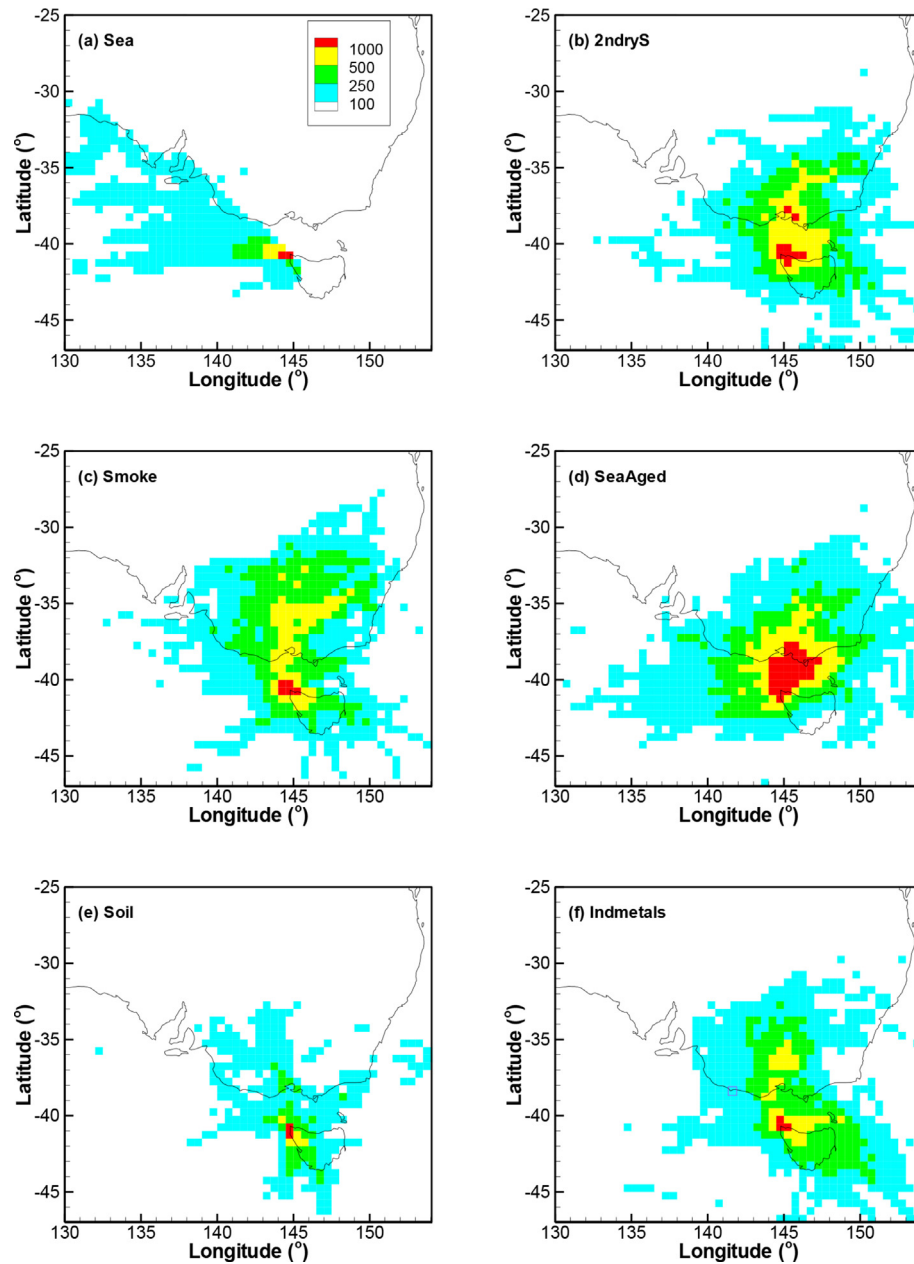 (a) Sea
1000
500
250
100
-25
-30
-35
-40
-45
Latitude (°)
130 135 140 145 150
Longitude (°)
(b) 2ndryS
-25
-30
-35
-40
-45
Latitude (°)
130 135 140 145 150
Longitude (°)
(c) Smoke
-25
-30
-35
-40
-45
Latitude (°)
130 135 140 145 150
Longitude (°)
(d) SeaAged
-25
-30
-35
-40
-45
Latitude (°)
130 135 140 145 150
Longitude (°)
(e) Soil
-25
-30
-35
-40
-45
Latitude (°)
130 135 140 145 150
Longitude (°)
(f) Indmetals
-25
-30
-35
-40
-45
Latitude (°)
130 135 140 145 150
Longitude (°)